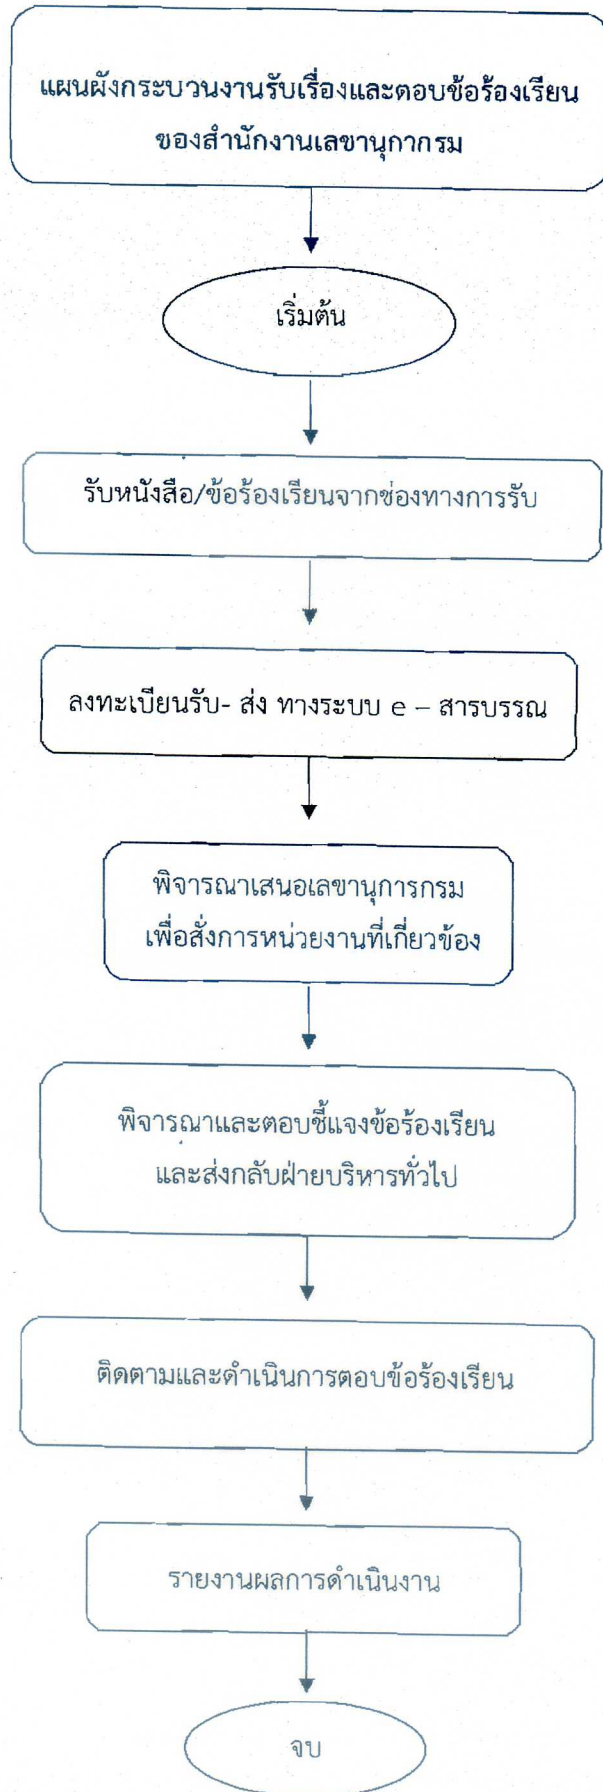 แผนผังกระบวนงานรับเรื่องและตอบข้อร้องเรียน
ของสำนักงานเลขานุกากรม
เริ่มต้น
รับหนังสือ/ข้อร้องเรียนจากช่องทางการรับ
ลงทะเบียนรับ- ส่ง ทางระบบ e – สารบรรณ
พิจารณาเสนอเลขานุการกรม
เพื่อสั่งการหน่วยงานที่เกี่ยวข้อง
พิจารณาและตอบชี้แจงข้อร้องเรียน
และส่งกลับฝ่ายบริหารทั่วไป
ติดตามและดำเนินการตอบข้อร้องเรียน
รายงานผลการดำเนินงาน
จบ